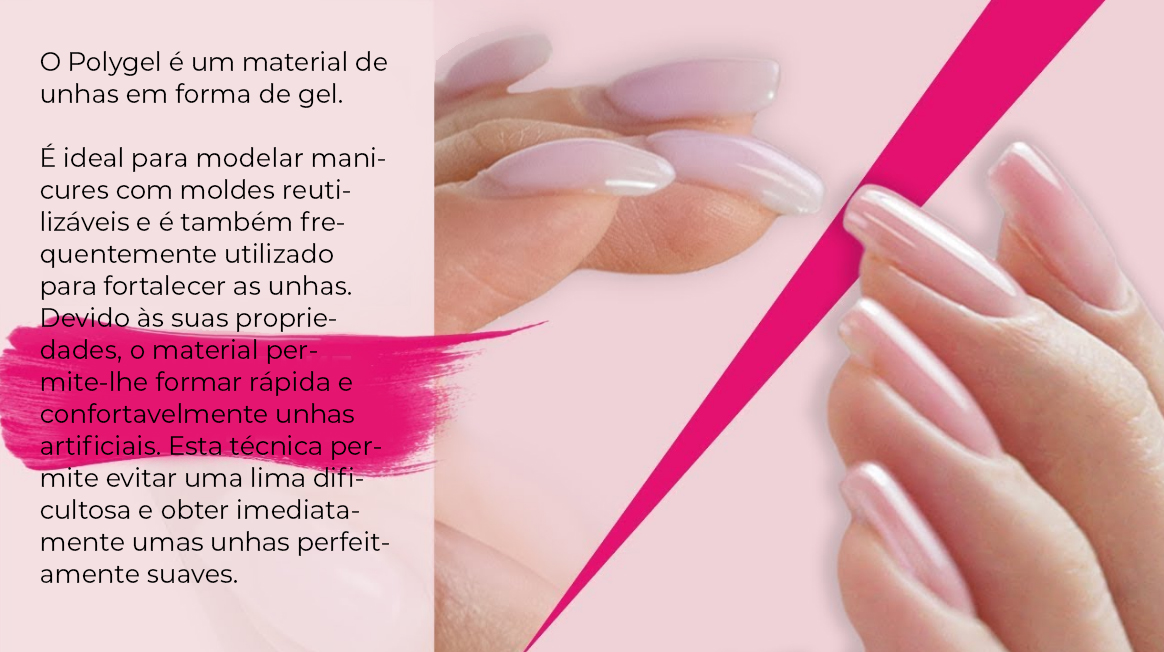 O Polygel é um material de
unhas em forma de gel.
É ideal para modelar mani-
cures com moldes reuti-
lizáveis e é também fre-
quentemente utilizado
para fortalecer as unhas.
Devido às suas proprie-
dades, o material per-
mite-lhe formar rápida e
confortavelmente unhas
artificiais. Esta técnica per-
mite evitar uma lima difi-
cultosa e obter imediata-
mente umas unhas perfeit-
amente suaves.